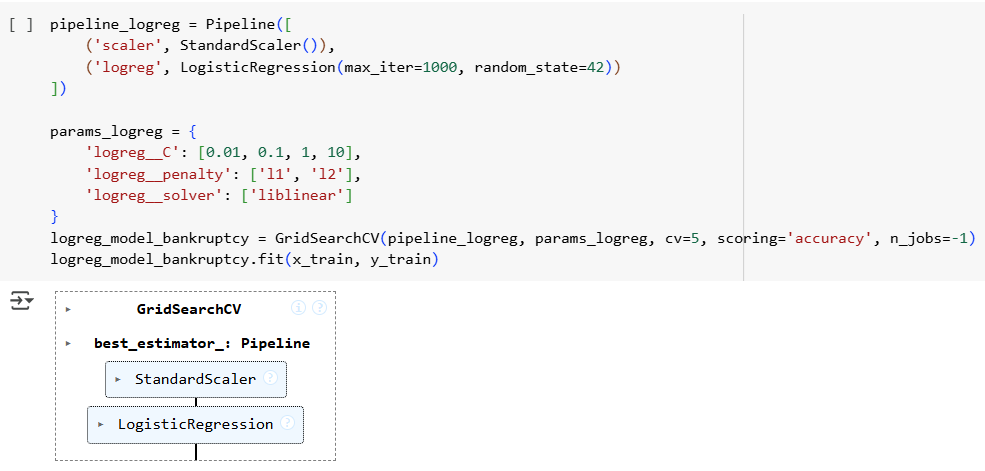 [ ] pipeline_logreg = Pipeline([
('scaler', StandardScaler()),
('logreg', LogisticRegression(max_iter=1000, random_state=42))
])
params_logreg = {
'logreg__C': [0.01, 0.1, 1, 10],
'logreg__penalty': ['l1', 'l2'],
'logreg__solver': ['liblinear']
}
logreg_model_bankruptcy = GridSearchCV(pipeline_logreg, params_logreg, cv=5, scoring='accuracy', n_jobs=-1)
logreg_model_bankruptcy.fit(x_train, y_train)
GridSearchCV i ?
best_estimator_: Pipeline
StandardScaler ?
LogisticRegression ?